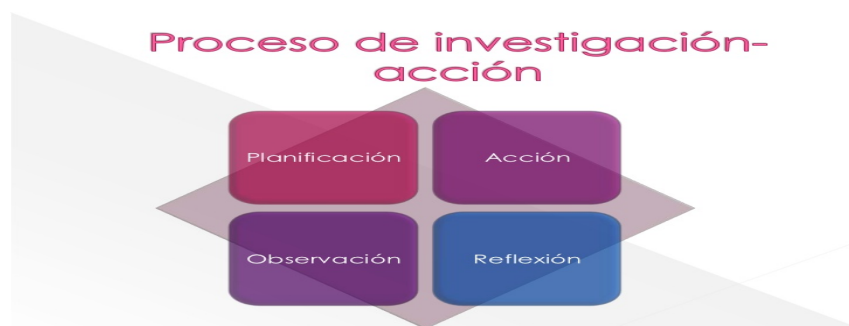 Proceso de investigación-
acción
Planificación
Acción
Observación
Reflexión